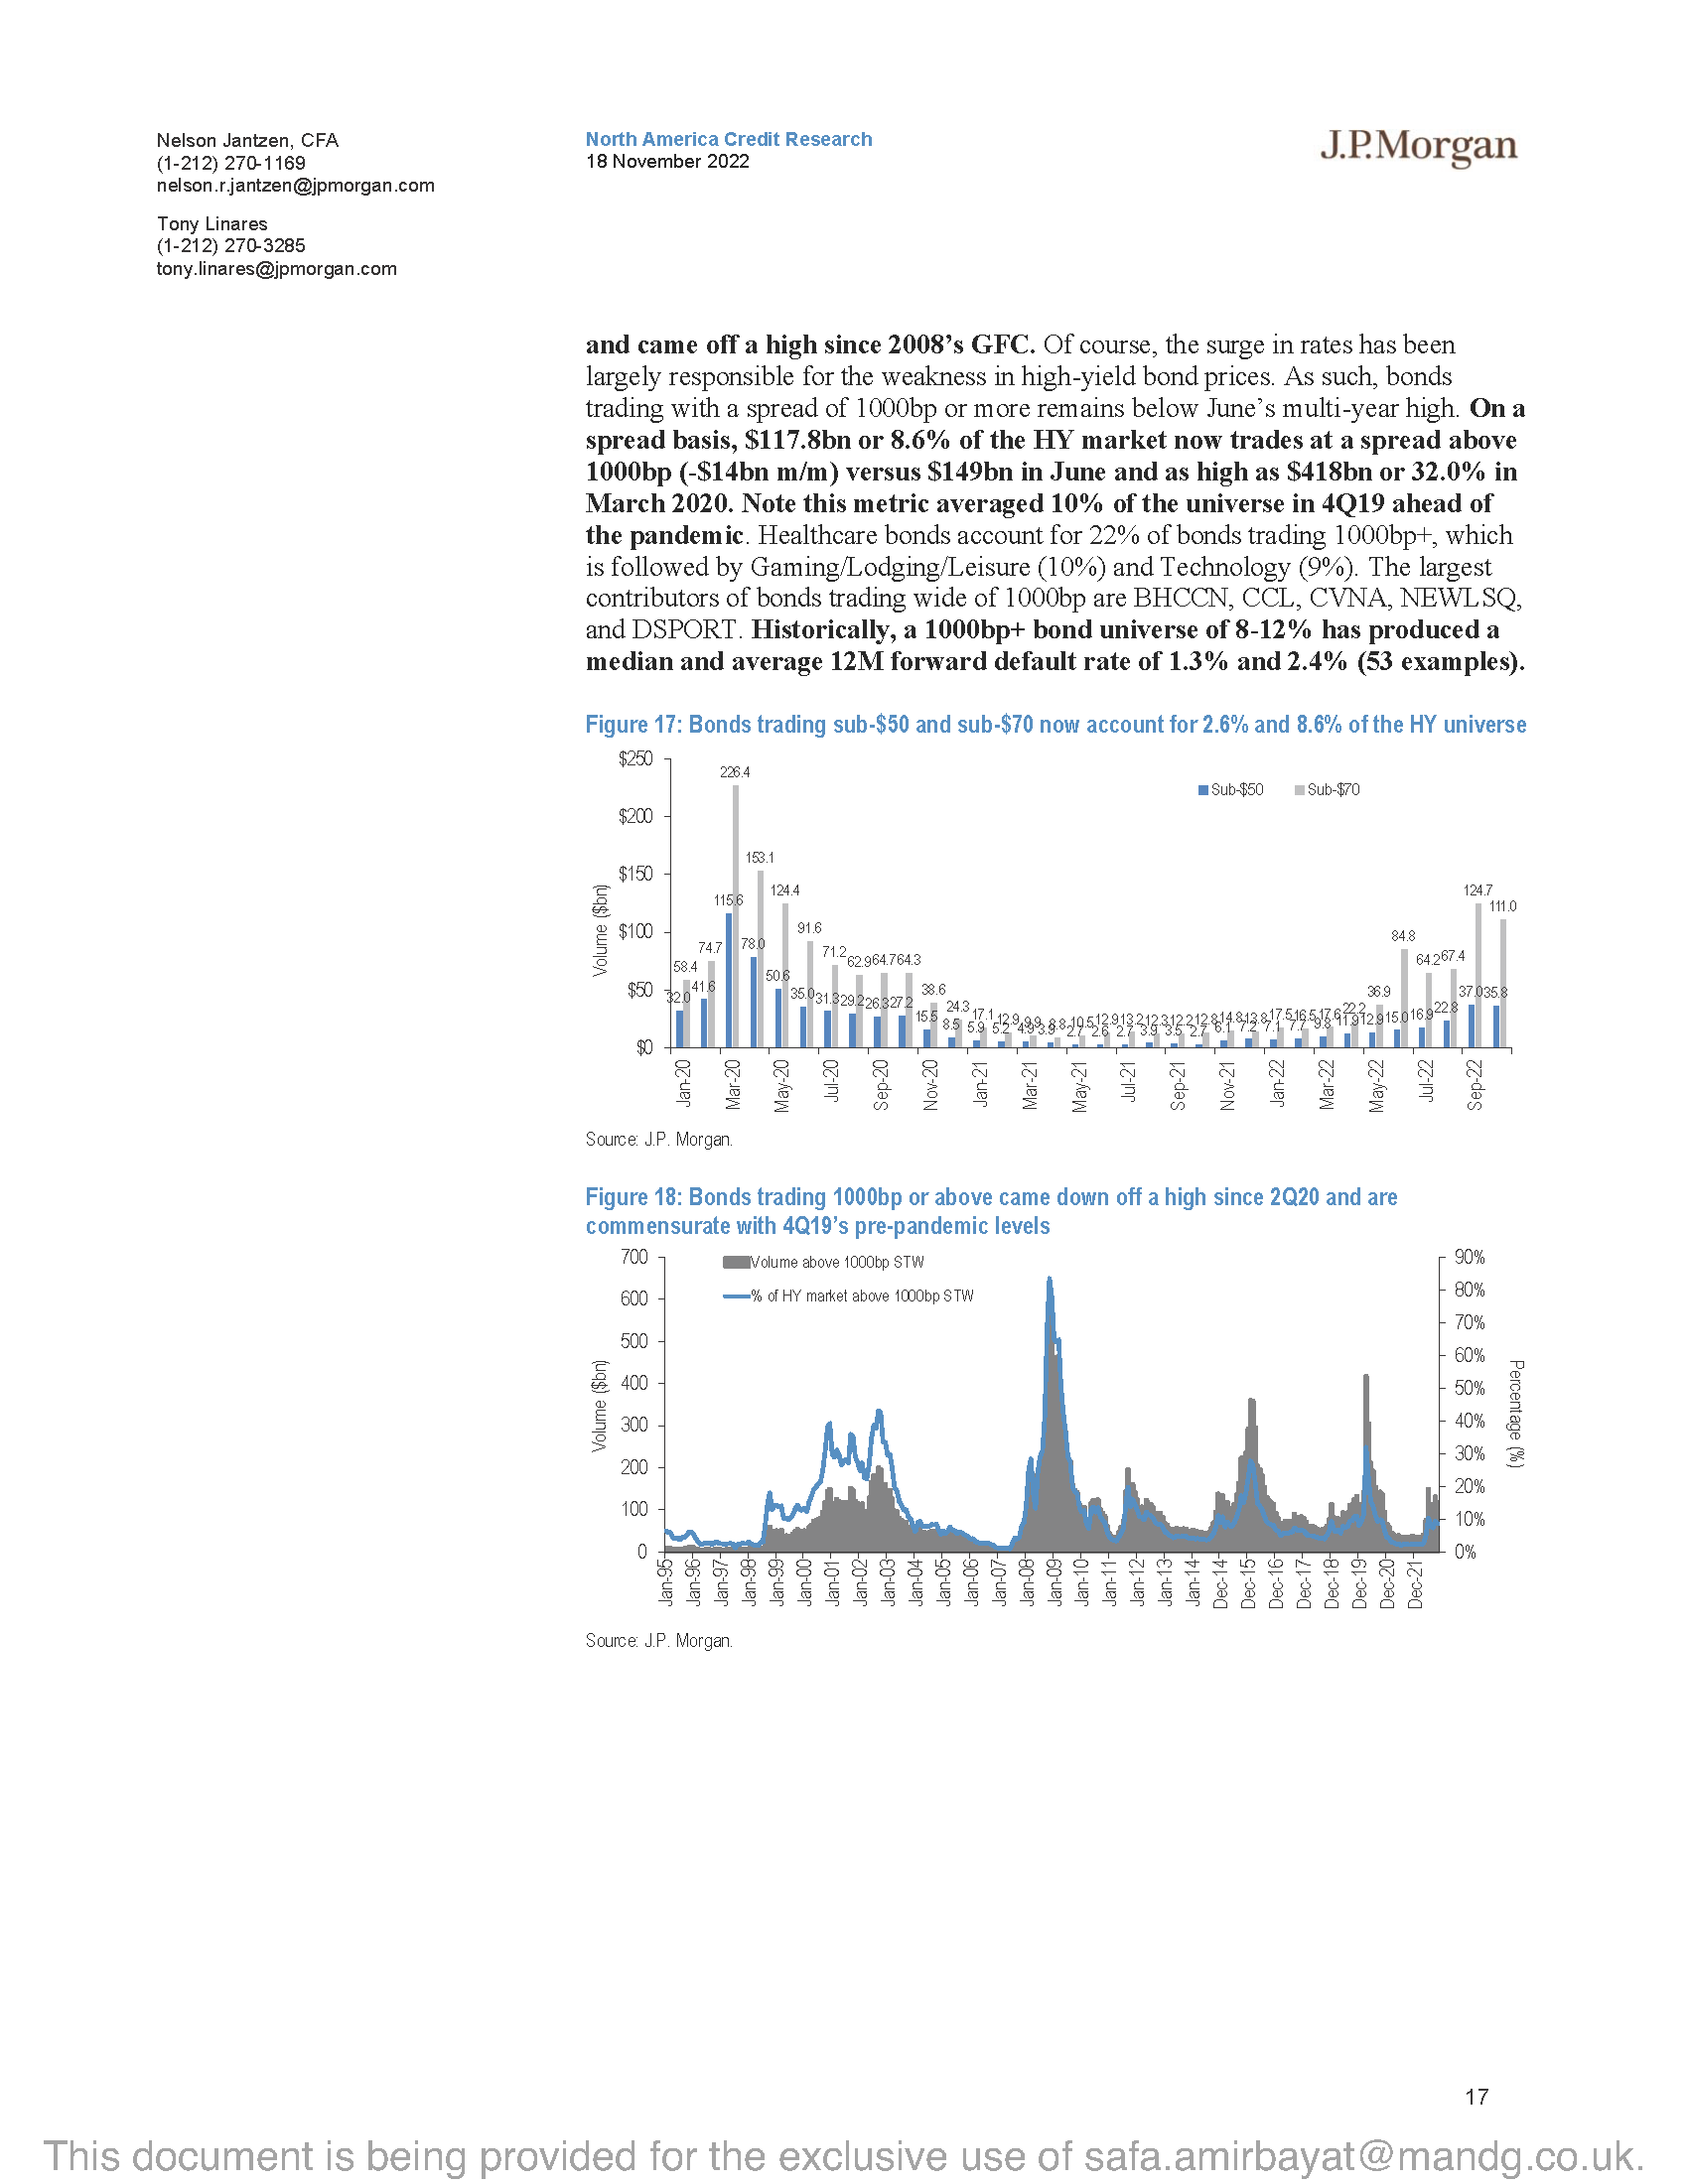 Nelson Jantzen, CFA
(1-212) 270-1169
nelson.r.jantzen@jpmorgan.com
Tony Linares
(1-212) 270-3285
tony.linares@jpmorgan.com
North America Credit Research
18 November 2022
J.P.Morgan
and came off a high since 2008’s GFC. Of course, the surge in rates has been
largely responsible for the weakness in high-yield bond prices. As such, bonds
trading with a spread of 1000bp or more remains below June’s multi-year high. On a
spread basis, $117.8bn or 8.6% of the HY market now trades at a spread above
1000bp (-$14bn m/m) versus $149bn in June and as high as $418bn or 32.0% in
March 2020. Note this metric averaged 10% of the universe in 4Q19 ahead of
the pandemic. Healthcare bonds account for 22% of bonds trading 1000bp+, which
is followed by Gaming/Lodging/Leisure (10%) and Technology (9%). The largest
contributors of bonds trading wide of 1000bp are BHCCN, CCL, CVNA, NEWLSQ,
and DSPORT. Historically, a 1000bp+ bond universe of 8-12% has produced a
median and average 12M forward default rate of 1.3% and 2.4% (53 examples).
Figure 17: Bonds trading sub-$50 and sub-$70 now account for 2.6% and 8.6% of the HY universe
Volume ($bn)
$250
$200
$150
$100
$50
$0
Sub-$50
Sub-$70
32.0 41.6 115.6 78.0 50.6 35.0 31.3 29.2 26.3 27.2 15.5 8.5 5.9 5.2 4.9 3.8 2.7 2.6 2.7 3.9 3.5 2.7 6.1 7.2 7.1 7.7 9.8 11.9 12.9 15.0 16.9 22.8 37.0 35.8
58.4 74.7 226.4 153.1 124.4 91.6 71.2 62.9 64.7 64.3 38.6 24.3 17.1 12.9 9.9 8.8 10.5 12.9 13.2 12.3 12.2 12.8 14.8 13.8 17.5 16.5 17.6 22.2 36.9 84.8 64.2 67.4 124.7 111.0
Jan-20 Mar-20 May-20 Jul-20 Sep-20 Nov-20 Jan-21 Mar-21 May-21 Jul-21 Sep-21 Nov-21 Jan-22 Mar-22 May-22 Jul-22 Sep-22
Source: J.P. Morgan.
Figure 18: Bonds trading 1000bp or above came down off a high since 2Q20 and are
commensurate with 4Q19’s pre-pandemic levels
Volume ($bn)
700
600
500
400
300
200
100
0
Volume above 1000bp STW
% of HY market above 1000bp STW
90%
80%
70%
60%
50%
40%
30%
20%
10%
0%
Percentage (%)
Jan-95 Jan-96 Jan-97 Jan-98 Jan-99 Jan-00 Jan-01 Jan-02 Jan-03 Jan-04 Jan-05 Jan-06 Jan-07 Jan-08 Jan-09 Jan-10 Jan-11 Jan-12 Jan-13 Jan-14 Dec-14 Dec-15 Dec-16 Dec-17 Dec-18 Dec-19 Dec-20 Dec-21
Source: J.P. Morgan.
17
This document is being provided for the exclusive use of safa.amirbayat@mandg.co.uk.